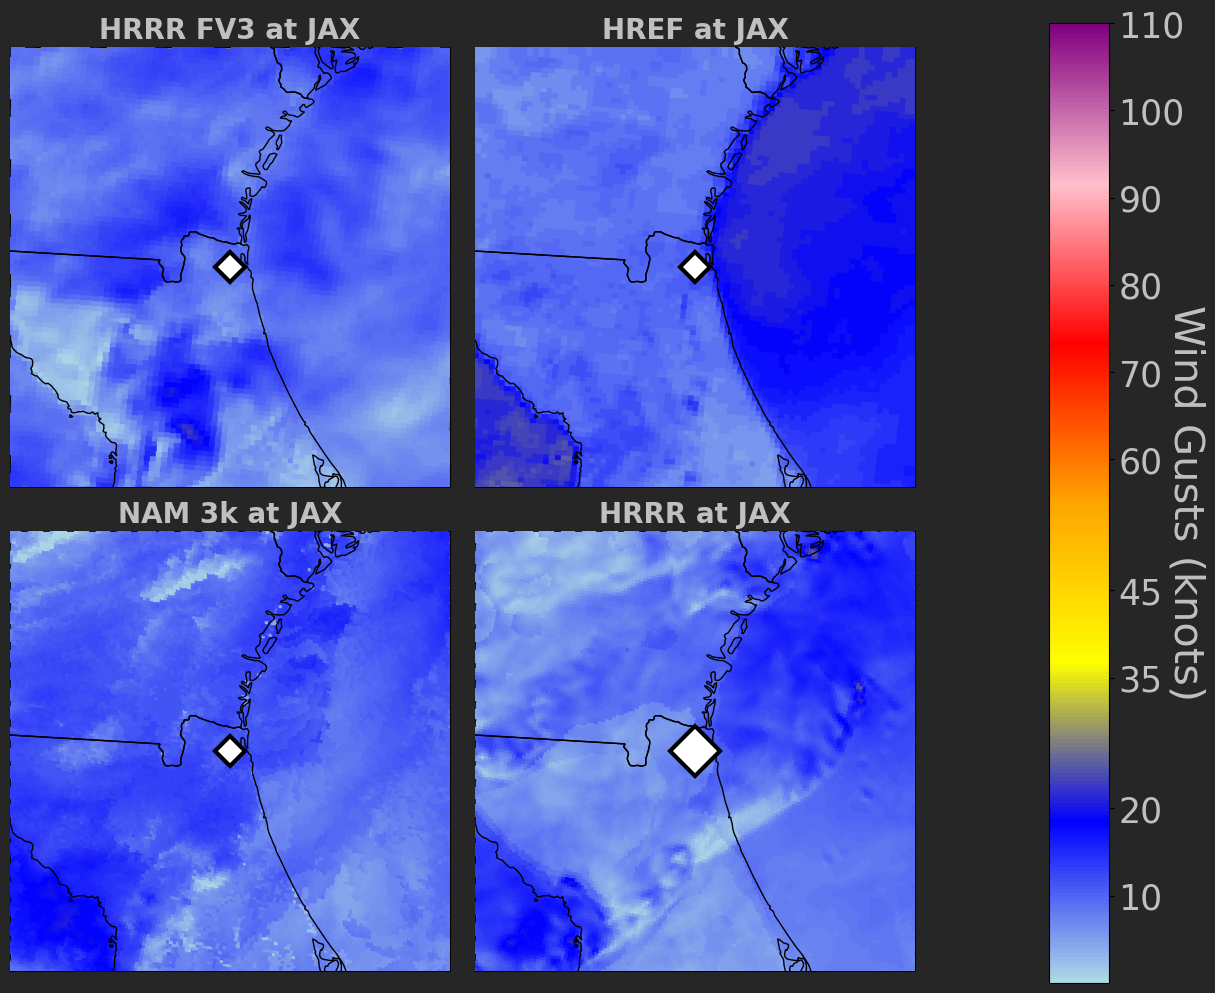 HRRR FV3 at JAX
HREF at JAX
NAM 3k at JAX
HRRR at JAX
110
100
90
80
70
60
45
35
20
10
Wind Gusts (knots)